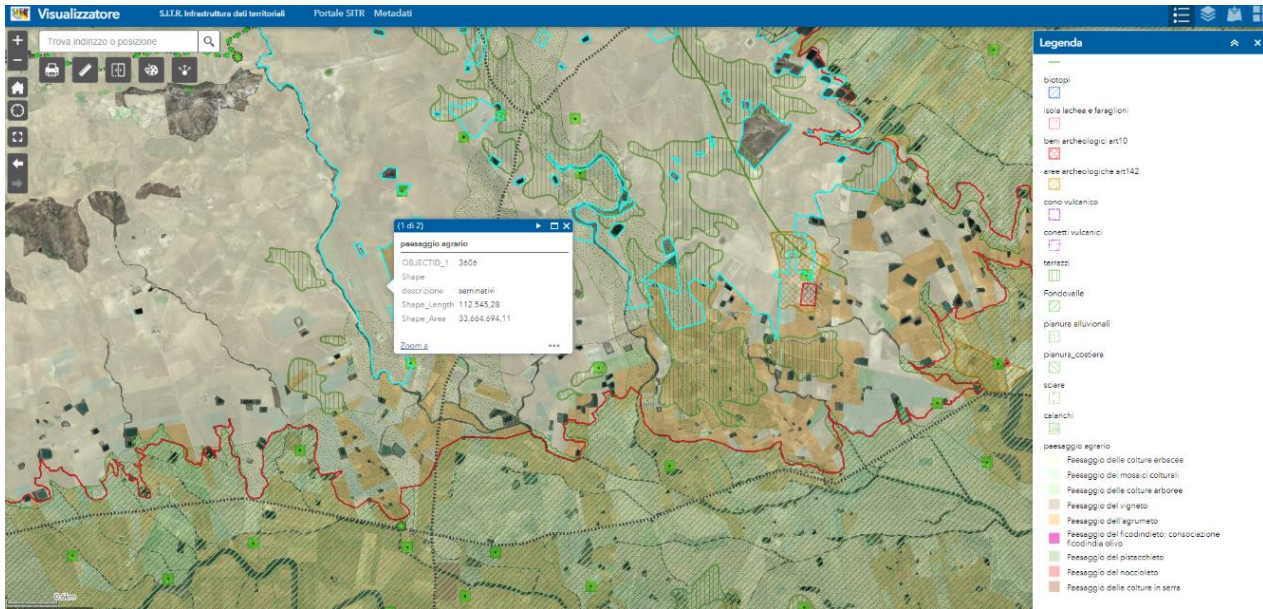 Visualizzatore
S.I.T.R. Infrastruttura dati territoriali
Portale SITR
Metadati
Trova indirizzo o posizione
(1 di 2)
paesaggio agrario
OBJECTID_1 3606
Shape
descrizione seminativi
Shape_Length 112.545,28
Shape_Area 33.664.694,11
Zoom a
0.6km
Legenda
biotopi
isola lachea e faraglioni
beni archeologici art10
aree archeologiche art142
cono vulcanico
conetti vulcanici
terrazzi
Fondovalle
pianure alluvionali
pianura_costiera
sciare
calanchi
paesaggio agrario
Paesaggio delle colture erbacee
Paesaggio dei mosaici colturali
Paesaggio delle colture arboree
Paesaggio del vigneto
Paesaggio dell'agrumeto
Paesaggio del ficodindieto; consociazione
ficodindia olivo
Paesaggio del pistacchieto
Paesaggio del noccioleto
Paesaggio delle colture in serra